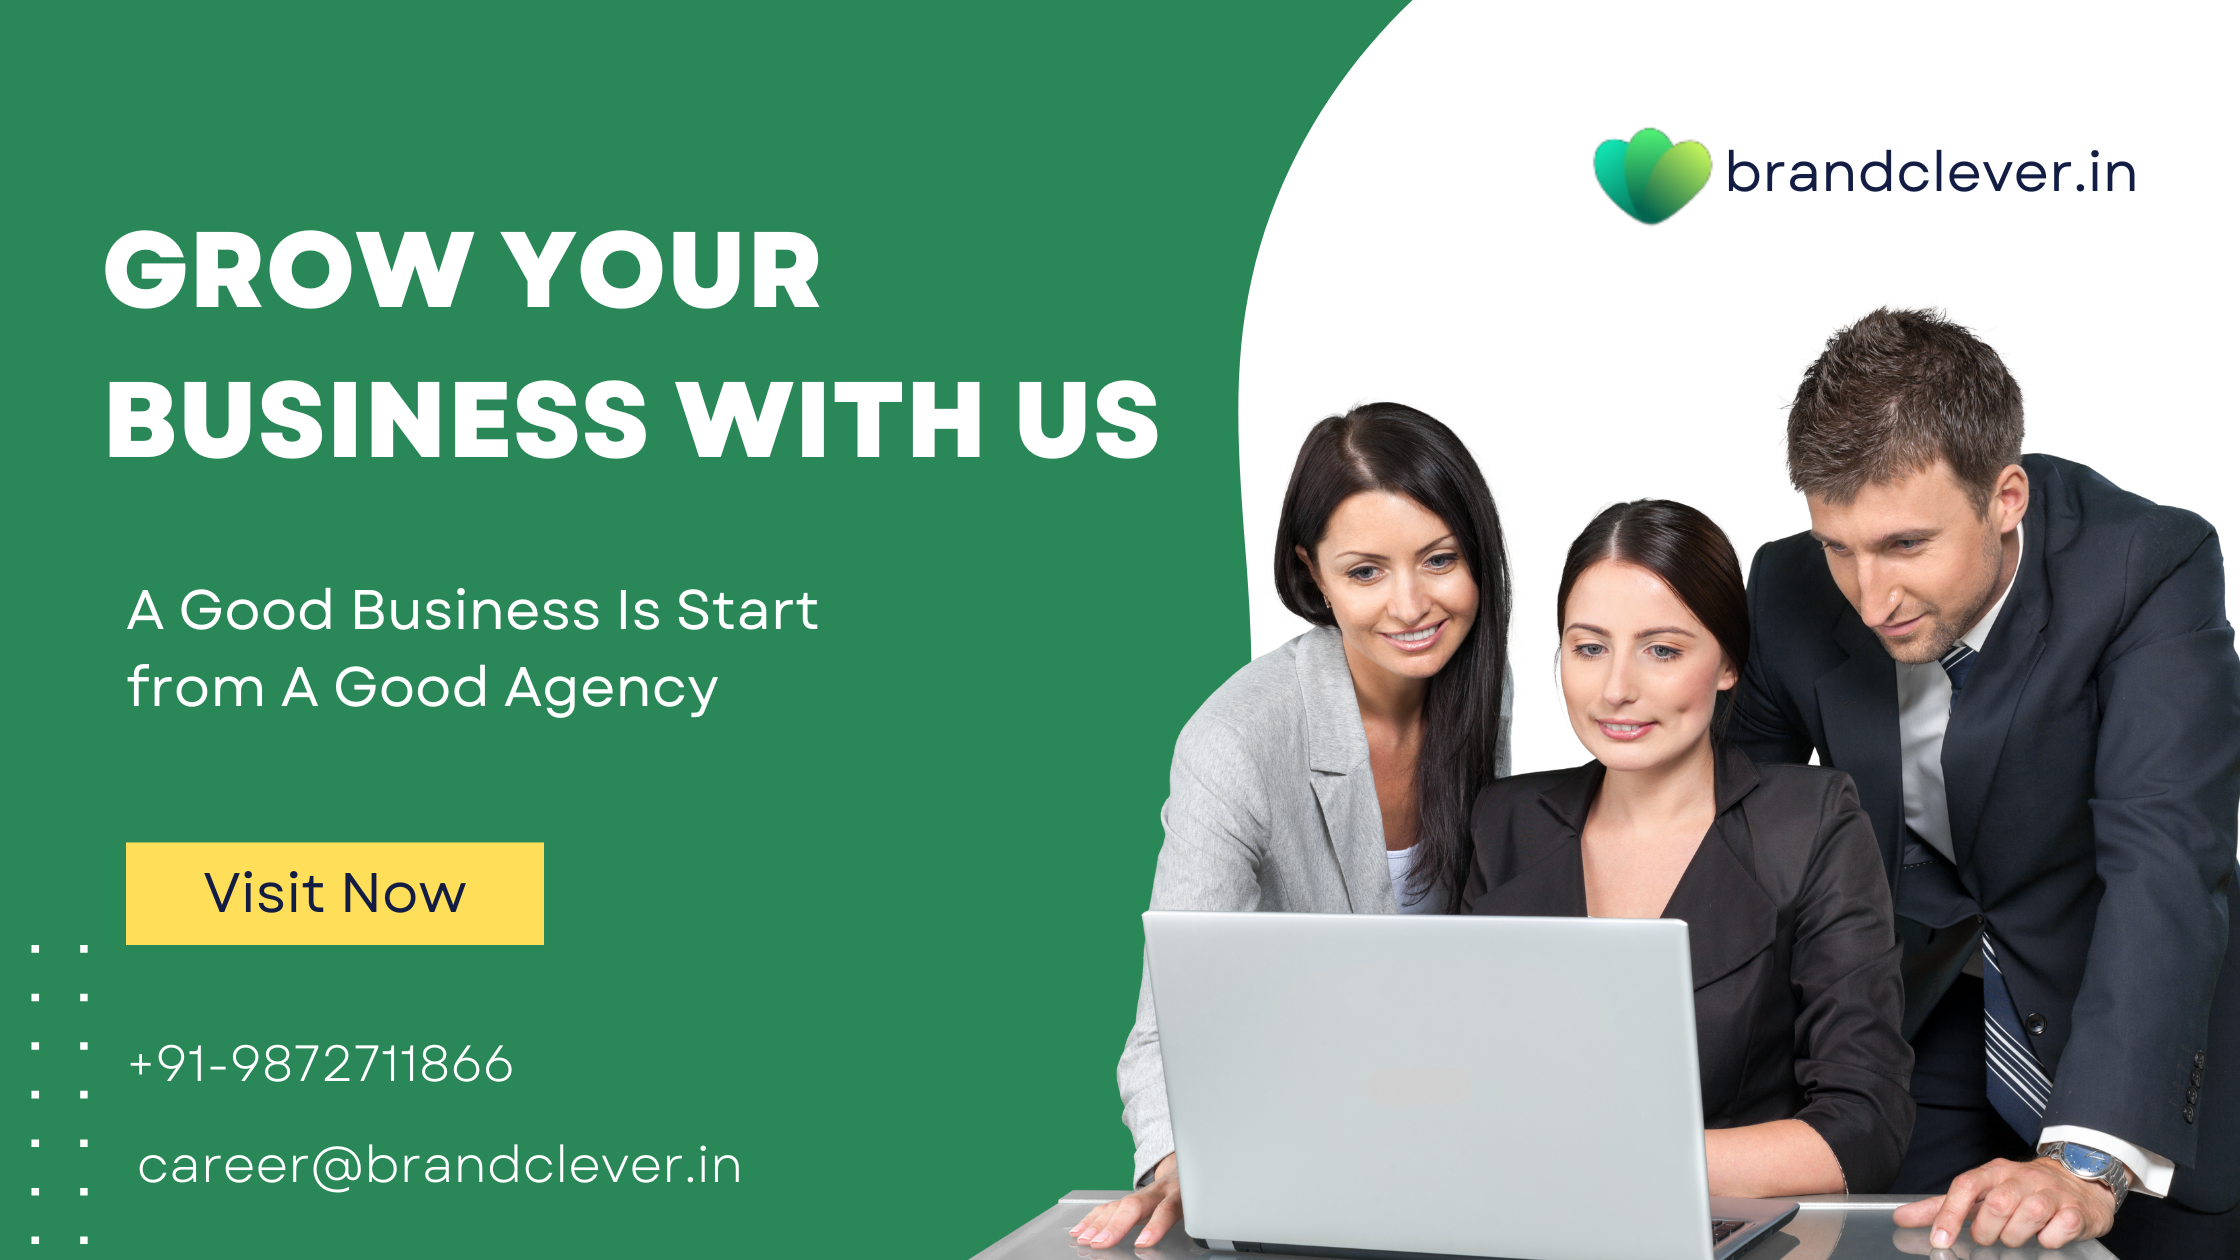 brandclever.in
GROW YOUR
BUSINESS WITH US
A Good Business Is Start
from A Good Agency
Visit Now
+91-9872711866
career@brandclever.in